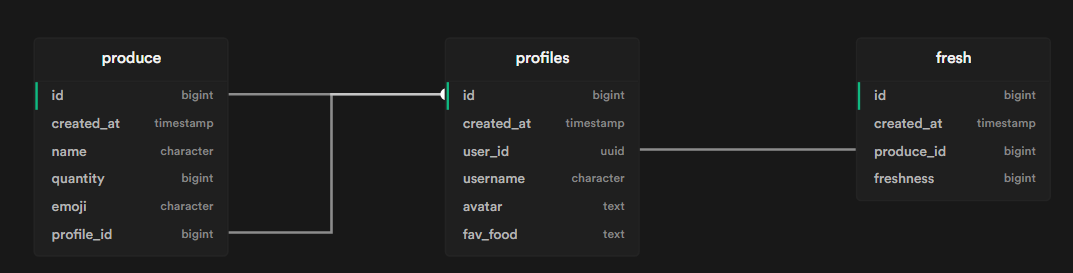 produce
id bigint
created_at timestamp
name character
quantity bigint
emoji character
profile_id bigint
profiles
id bigint
created_at timestamp
user_id uuid
username character
avatar text
fav_food text
fresh
id bigint
created_at timestamp
produce_id bigint
freshness bigint